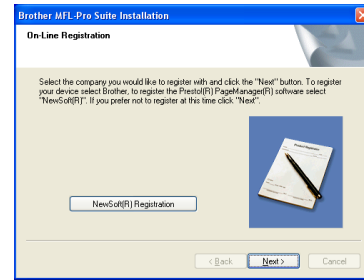 Brother MFL-Pro Suite Installation
On-Line Registration
Select the company you would like to register with and click the "Next" button. To register
your device select Brother, to register the Presto!(R) PageManager(R) software select
"NewSoft(R)". If you prefer not to register at this time click "Next".
NewSoft(R) Registration
< Back
Next >
Cancel